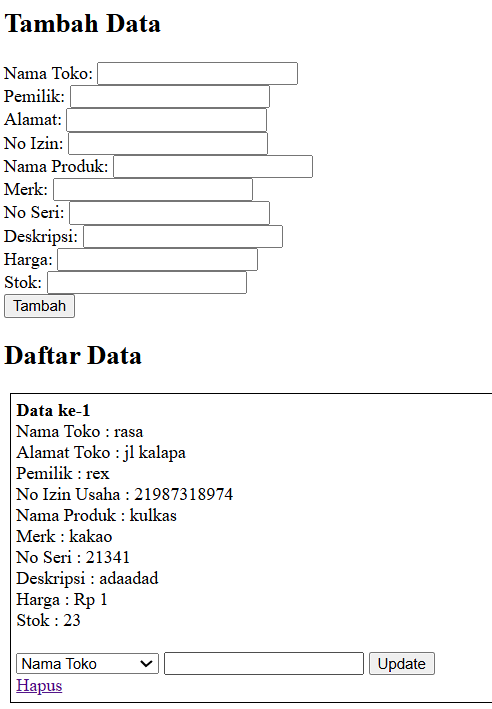 Tambah Data
Nama Toko:
Pemilik:
Alamat:
No Izin:
Nama Produk:
Merk:
No Seri:
Deskripsi:
Harga:
Stok:
Tambah
Daftar Data
Data ke-1
Nama Toko : rasa
Alamat Toko : jl kalapa
Pemilik : rex
No Izin Usaha : 21987318974
Nama Produk : kulkas
Merk : kakao
No Seri : 21341
Deskripsi : adaadad
Harga : Rp 1
Stok : 23
Nama Toko Update
Hapus